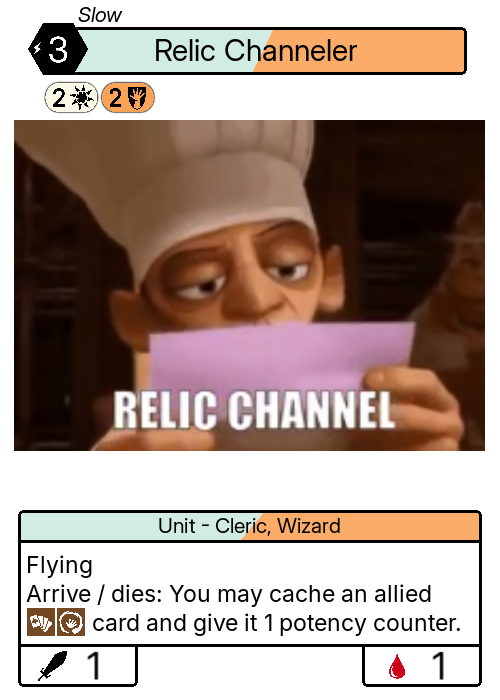 Slow
3 Relic Channeler
2 2
RELIC CHANNEL
Unit - Cleric, Wizard
Flying
Arrive / dies: You may cache an allied
card and give it 1 potency counter.
1 1